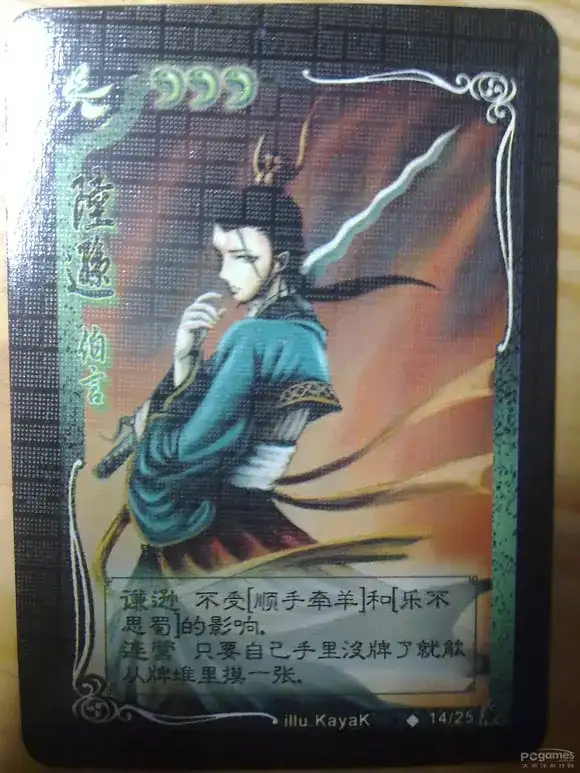 陸遜
伯言
谦逊 不受[顺手牵羊]和[乐不
思蜀]的影响.
连营 只要自己手里沒牌了就能
从牌堆里摸一张.
illu.KayaK ◆ 14/25
PCgames